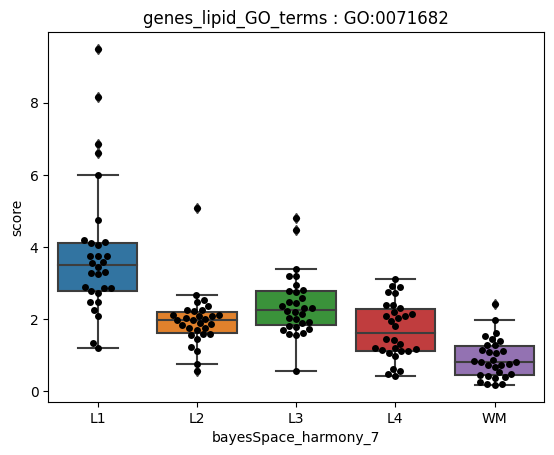 genes_lipid_GO_terms : GO:0071682
8
6
4
2
0
score
L1 L2 L3 L4 WM
bayesSpace_harmony_7